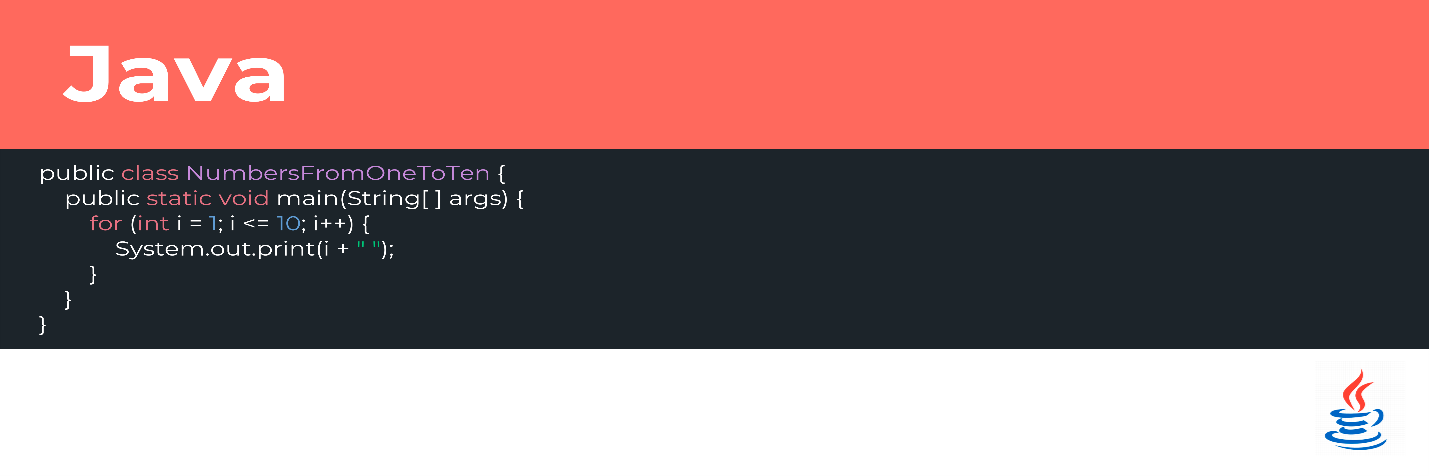 Java
public class NumbersFromOneToTen {
public static void main(String[ ] args) {
for (int i = 1; i <= 10; i++) {
System.out.print(i + " ");
}
}
}